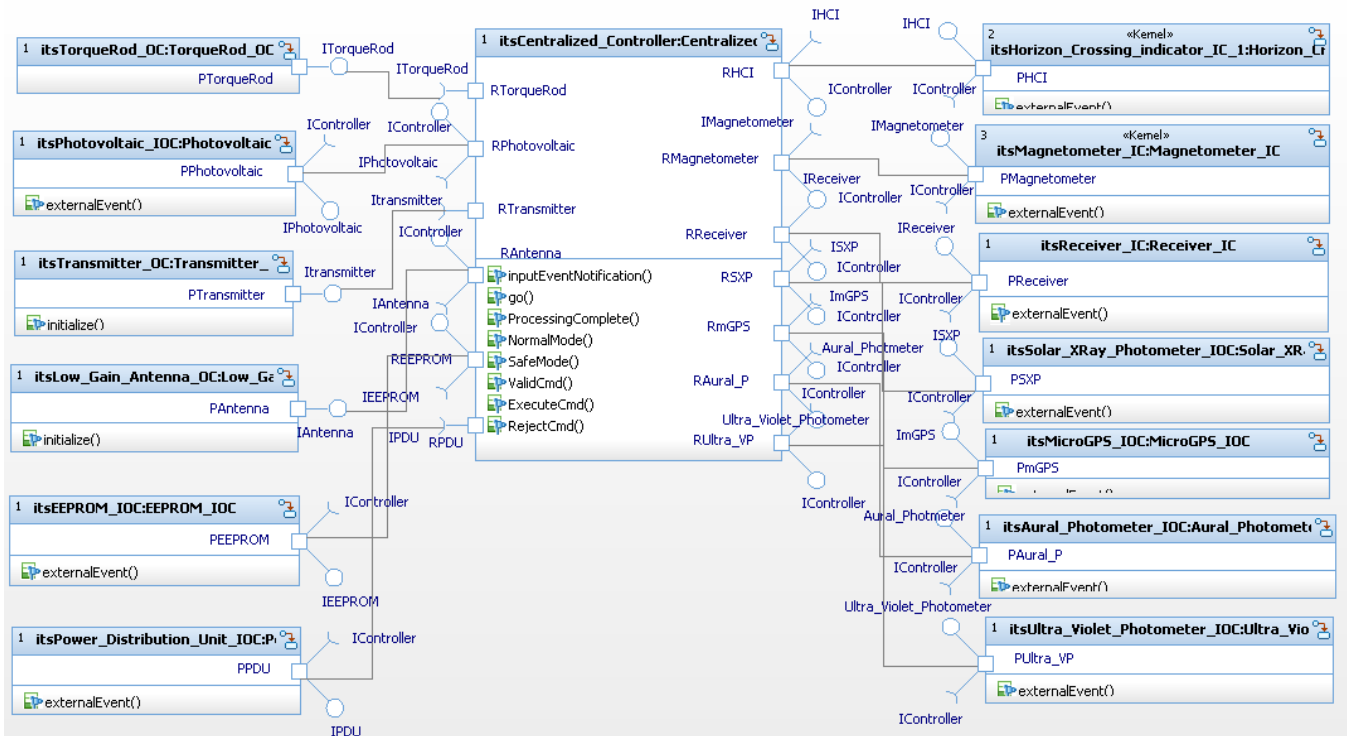 1 itsTorqueRod_OC:TorqueRod_OC
PTorqueRod
ITorqueRod
1 itsPhotovoltaic_IOC:Photovoltaic
PPhotovoltaic
externalEvent()
IController
IPhotovoltaic
1 itsTransmitter_OC:Transmitter_
PTransmitter
initialize()
Itransmitter
1 itsLow_Gain_Antenna_OC:Low_Ga
PAntenna
initialize()
IAntenna
1 itsEEPROM_IOC:EEPROM_IOC
PEEPROM
externalEvent()
IController
IEEPROM
1 itsPower_Distribution_Unit_IOC:P
PPDU
externalEvent()
IController
IPDU
ITorqueRod
IController
IPhotovoltaic
Itransmitter
IController
IAntenna
IController
IEEPROM
IPDU
1 itsCentralized_Controller:Centralized
RTorqueRod
RPhotovoltaic
RTransmitter
RAntenna
REEPROM
RPDU
RHCI
RMagnetometer
RReceiver
RSXP
RmGPS
RAural_P
RUltra_VP
inputEventNotification()
go()
ProcessingComplete()
NormalMode()
SafeMode()
ValidCmd()
ExecuteCmd()
RejectCmd()
IHCI
IController
IMagnetometer
IController
IReceiver
IController
ISXP
IController
ImGPS
IController
Aural_Photmeter
IController
Ultra_Violet_Photometer
IController
IHCI
IController
2 «Kernel»
itsHorizon_Crossing_indicator_IC_1:Horizon_Cr
PHCI
externalEvent()
IMagnetometer
IController
3 «Kernel»
itsMagnetometer_IC:Magnetometer_IC
PMagnetometer
externalEvent()
IReceiver
IController
1 itsReceiver_IC:Receiver_IC
PReceiver
externalEvent()
ISXP
IController
1 itsSolar_XRay_Photometer_IOC:Solar_XR
PSXP
externalEvent()
ImGPS
IController
1 itsMicroGPS_IOC:MicroGPS_IOC
PmGPS
Aural_Photmeter
IController
1 itsAural_Photometer_IOC:Aural_Photomete
PAural_P
externalEvent()
Ultra_Violet_Photometer
IController
1 itsUltra_Violet_Photometer_IOC:Ultra_Vio
PUltra_VP
externalEvent()